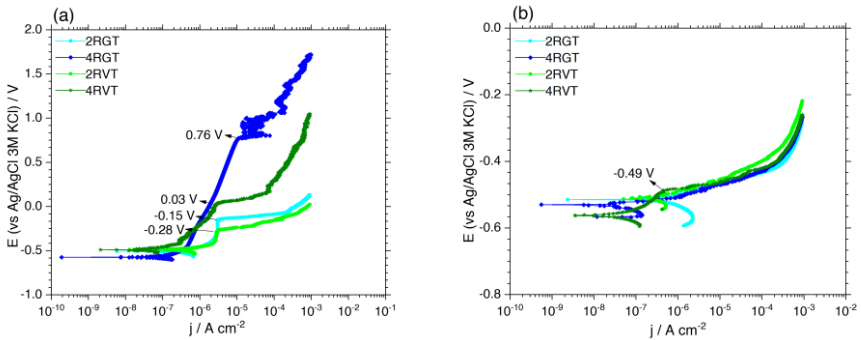 (a)
2RGT
4RGT
2RVT
4RVT
0.76 V
0.03 V
-0.15 V
-0.28 V
2.0
1.5
1.0
0.5
0.0
-0.5
-1.0
E (vs Ag/AgCl 3M KCl) / V
10-10 10-9 10-8 10-7 10-6 10-5 10-4 10-3 10-2 10-1
j / A cm-2
(b)
2RGT
4RGT
2RVT
4RVT
-0.49 V
0.0
-0.2
-0.4
-0.6
-0.8
E (vs Ag/AgCl 3M KCl) / V
10-10 10-9 10-8 10-7 10-6 10-5 10-4 10-3 10-2
j / A cm-2